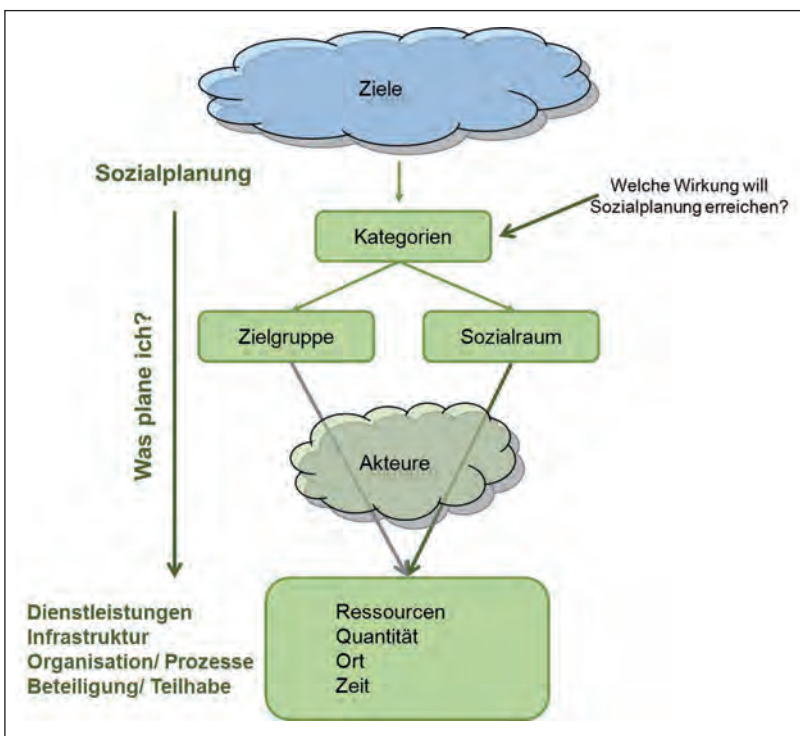 Ziele
Sozialplanung
Welche Wirkung will
Sozialplanung erreichen?
Kategorien
Zielgruppe
Sozialraum
Was plane ich?
Akteure
Dienstleistungen
Infrastruktur
Organisation/ Prozesse
Beteiligung/ Teilhabe
Ressourcen
Quantität
Ort
Zeit